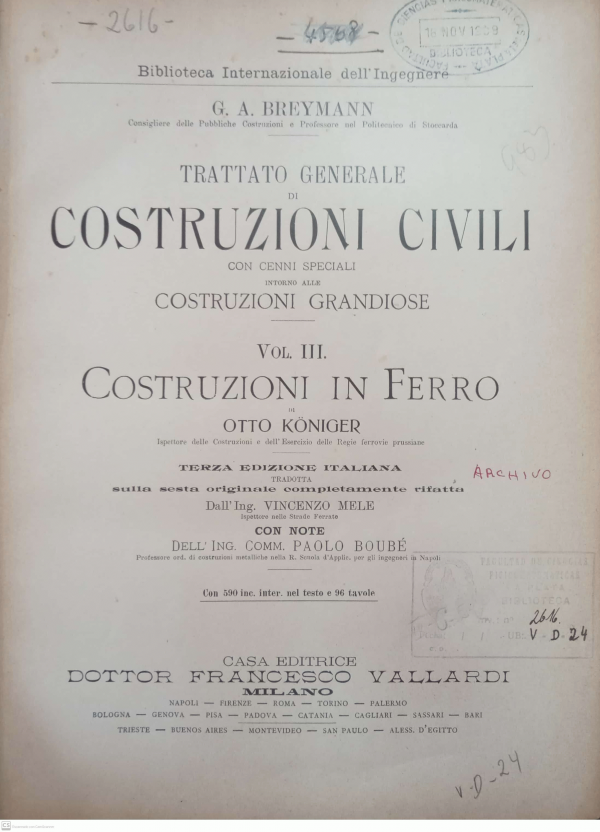 - 2616 -
- 4568 -
18 NOV 1929
BIBLIOTECA
Biblioteca Internazionale dell'Ingegnere
G. A. BREYMANN
Consigliere delle Pubbliche Costruzioni e Professore nel Politecnico di Stoccarda
TRATTATO GENERALE
DI
COSTRUZIONI CIVILI
CON CENNI SPECIALI
INTORNO ALLE
COSTRUZIONI GRANDIOSE
VOL. III.
COSTRUZIONI IN FERRO
DI
OTTO KÖNIGER
Ispettore delle Costruzioni e dell'Esercizio delle Regie ferrovie prussiane
TERZA EDIZIONE ITALIANA
TRADOTTA
sulla sesta originale completamente rifatta
ARCHIVO
Dall'Ing. VINCENZO MELE
Ispettore nelle Strade Ferrate
CON NOTE
DELL'ING. COMM. PAOLO BOUBÉ
Professore ord. di costruzioni metalliche nella R. Scuola d'Applic. per gli ingegneri in Napoli
Con 590 inc. inter. nel testo e 96 tavole
BIBLIOTECA
2616.
V - D - 24
CASA EDITRICE
DOTTOR FRANCESCO VALLARDI
MILANO
NAPOLI — FIRENZE — ROMA — TORINO — PALERMO
BOLOGNA — GENOVA — PISA — PADOVA — CATANIA — CAGLIARI — SASSARI — BARI
TRIESTE — BUENOS AIRES — MONTEVIDEO — SAN PAULO — ALESS. D'EGITTO
V-D-24
CS